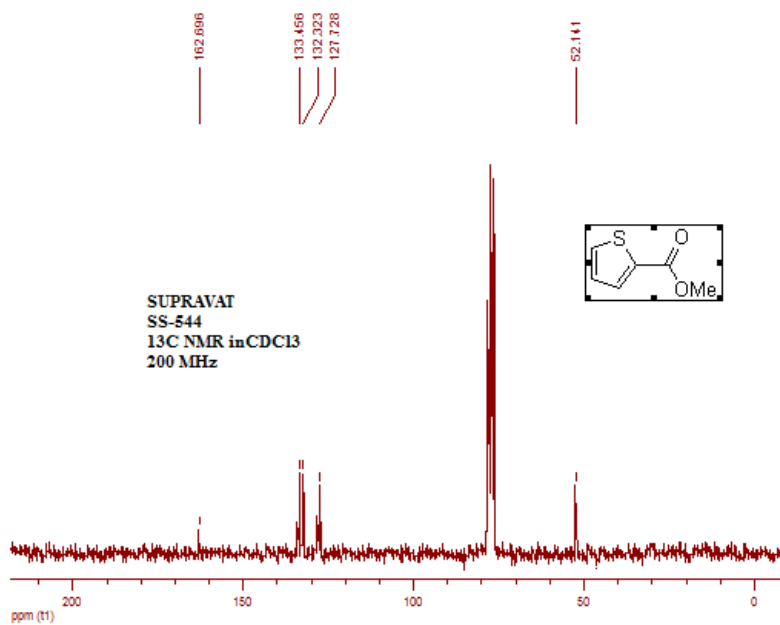 162.696
133.456
132.323
127.728
52.141
S
O
OMe
SUPRAVAT
SS-544
13C NMR inCDCl3
200 MHz
200
150
100
50
0
ppm (t1)